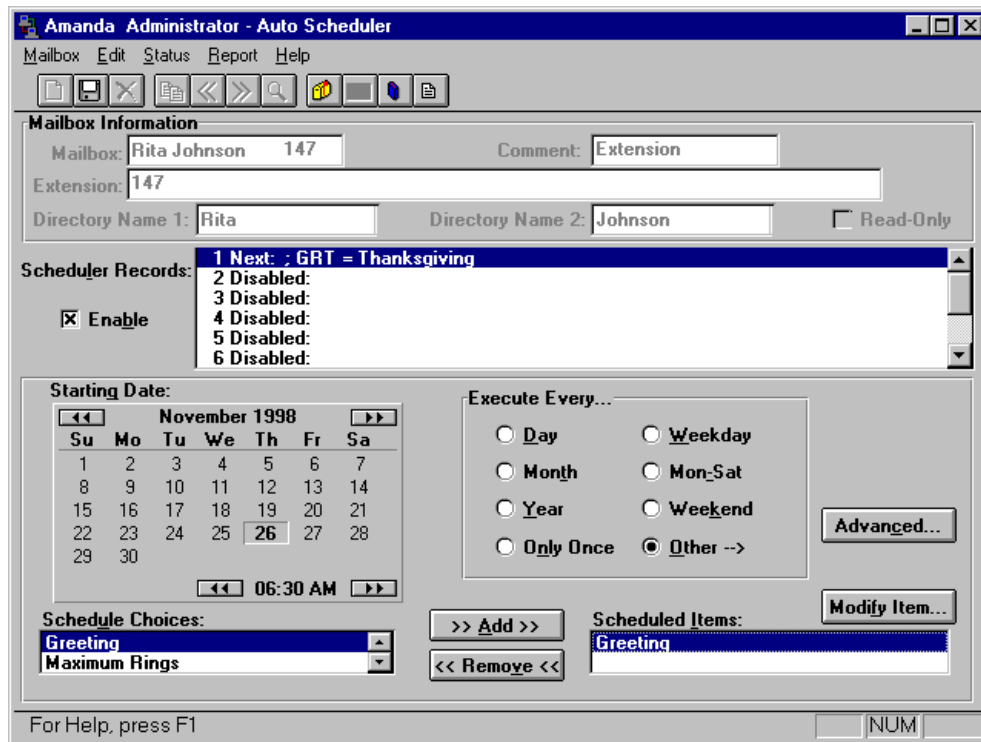 Amanda Administrator - Auto Scheduler
Mailbox Edit Status Report Help
Mailbox Information
Mailbox: Rita Johnson 147 Comment: Extension
Extension: 147
Directory Name 1: Rita Directory Name 2: Johnson Read-Only
Scheduler Records:
1 Next: ; GRT = Thanksgiving
2 Disabled:
3 Disabled:
4 Disabled:
5 Disabled:
6 Disabled:
Enable
Starting Date:
November 1998
Su Mo Tu We Th Fr Sa
1 2 3 4 5 6 7
8 9 10 11 12 13 14
15 16 17 18 19 20 21
22 23 24 25 26 27 28
29 30
06:30 AM
Execute Every...
Day Weekday
Month Mon-Sat
Year Weekend
Only Once Other -->
Advanced...
Modify Item...
Schedule Choices:
Greeting
Maximum Rings
>> Add >>
<< Remove <<
Scheduled Items:
Greeting
For Help, press F1 NUM